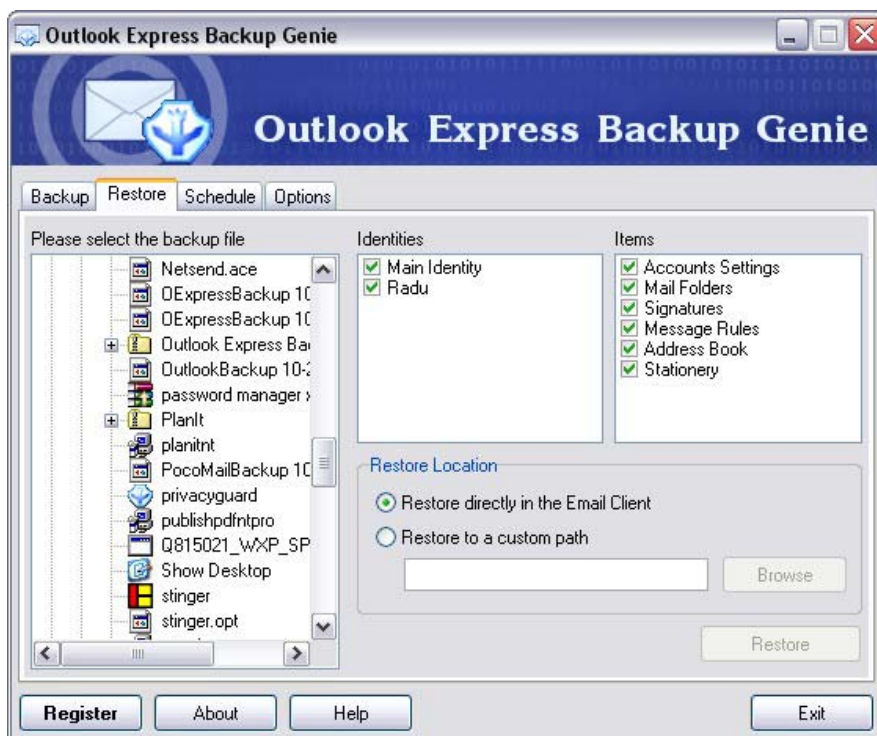 Outlook Express Backup Genie
Outlook Express Backup Genie
Backup Restore Schedule Options
Please select the backup file
Netsend.ace
OExpressBackup 10
OExpressBackup 10
Outlook Express Ba
OutlookBackup 10-2
password manager
PlanIt
planitnt
PocoMailBackup 10
privacyguard
publishpdfntpro
Q815021_WXP_SP
Show Desktop
stinger
stinger.opt
Identities
Main Identity
Radu
Items
Accounts Settings
Mail Folders
Signatures
Message Rules
Address Book
Stationery
Restore Location
Restore directly in the Email Client
Restore to a custom path
Browse
Restore
Register About Help Exit